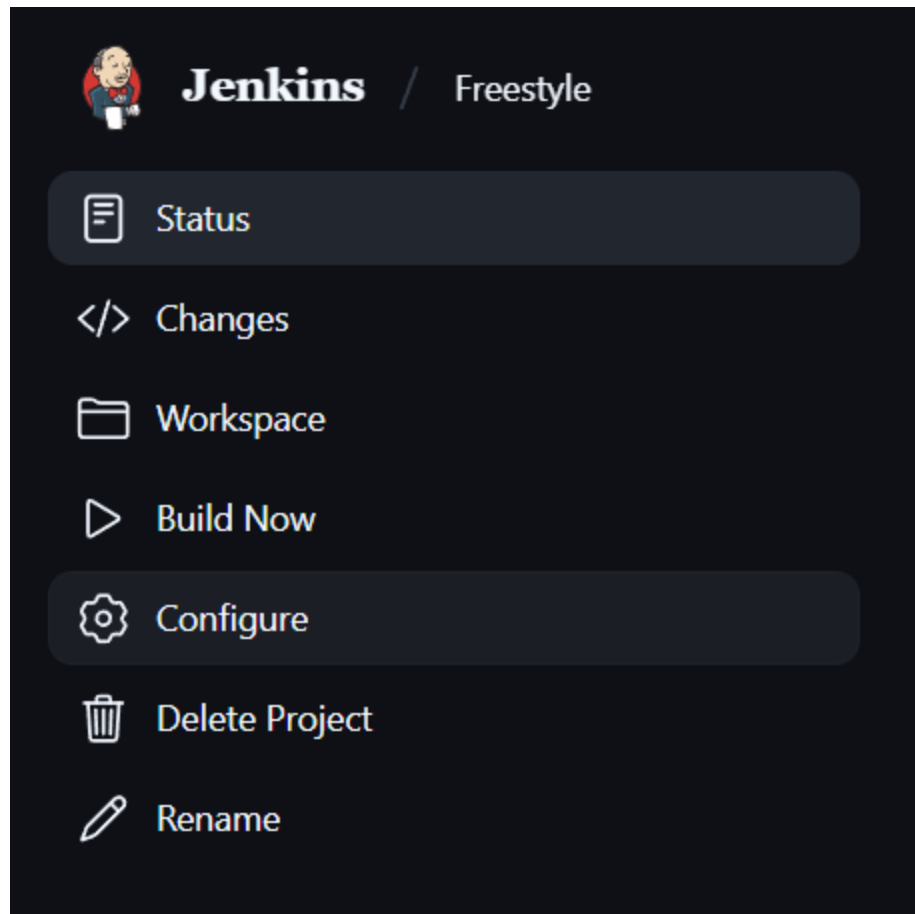 Jenkins / Freestyle
Status
Changes
Workspace
Build Now
Configure
Delete Project
Rename